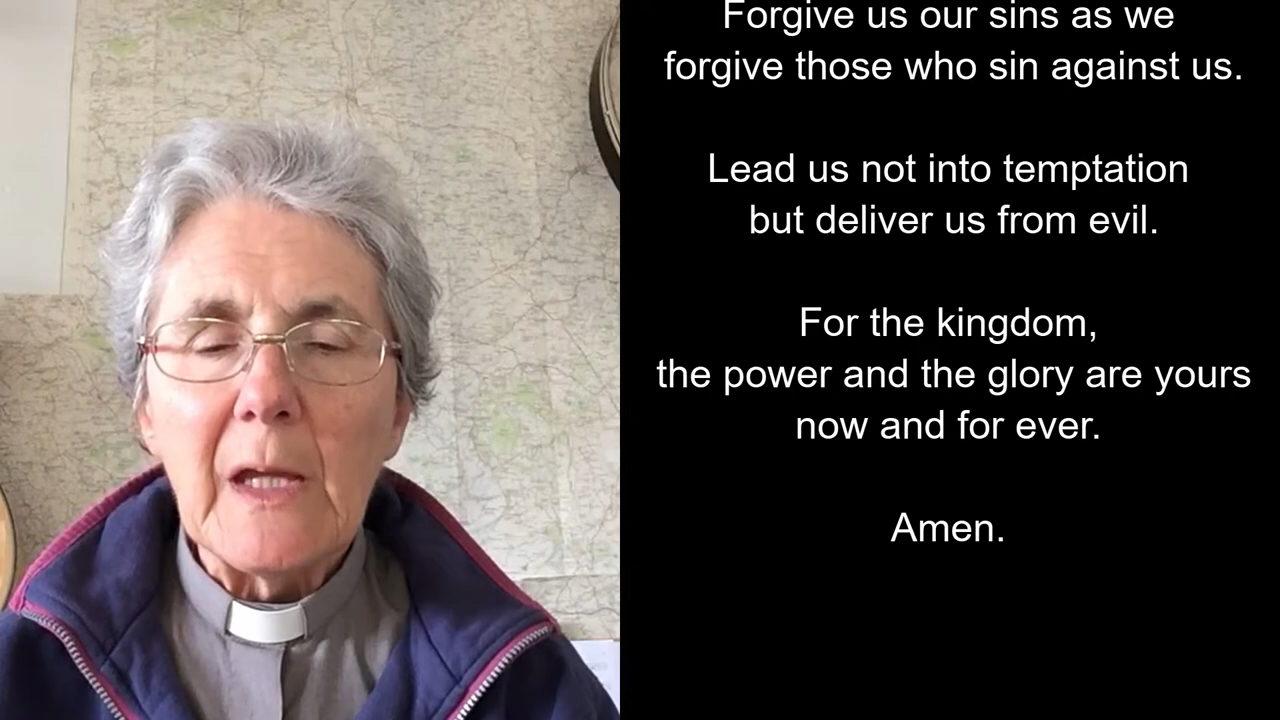 Forgive us our sins as we
forgive those who sin against us.
Lead us not into temptation
but deliver us from evil.
For the kingdom,
the power and the glory are yours
now and for ever.
Amen.